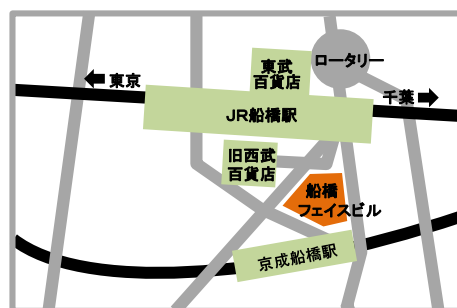 ロータリー
東武
百貨店
東京
千葉
JR船橋駅
旧西武
百貨店
船橋
フェイスビル
京成船橋駅